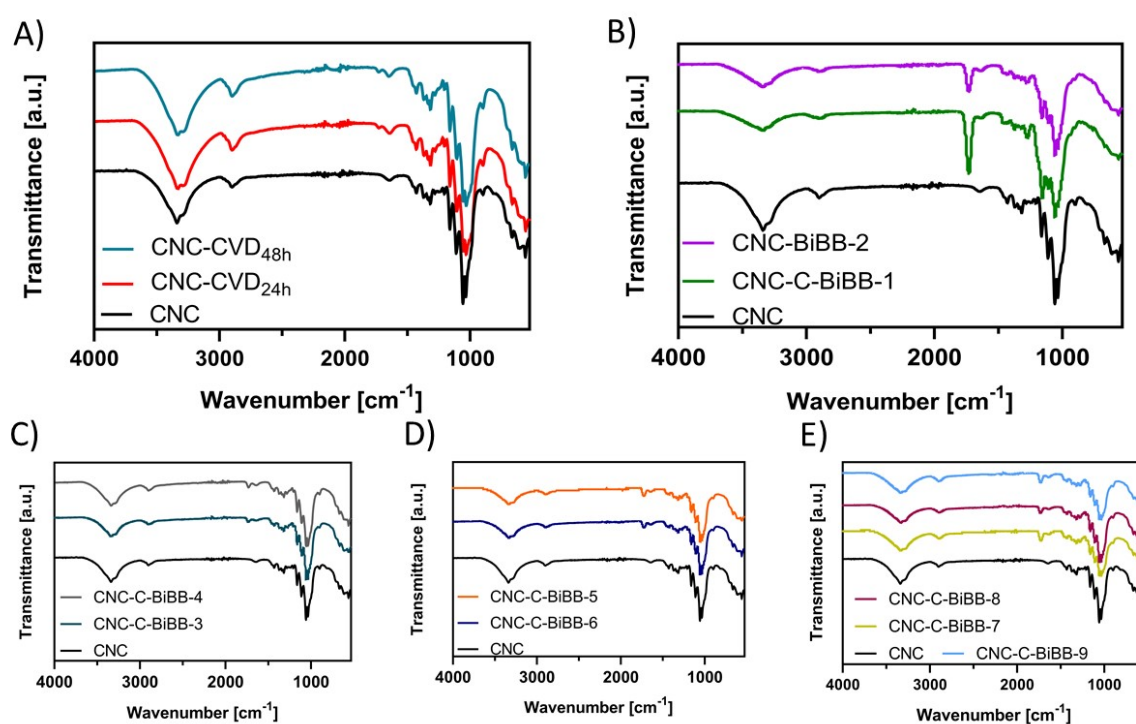 A)
Transmittance [a.u.]
CNC-CVD48h
CNC-CVD24h
CNC
4000 3000 2000 1000
Wavenumber [cm-1]
B)
Transmittance [a.u.]
CNC-BiBB-2
CNC-C-BiBB-1
CNC
4000 3000 2000 1000
Wavenumber [cm-1]
C)
Transmittance [a.u.]
CNC-C-BiBB-4
CNC-C-BiBB-3
CNC
4000 3000 2000 1000
Wavenumber [cm-1]
D)
Transmittance [a.u.]
CNC-C-BiBB-5
CNC-C-BiBB-6
CNC
4000 3000 2000 1000
Wavenumber [cm-1]
E)
Transmittance [a.u.]
CNC-C-BiBB-8
CNC-C-BiBB-7
CNC CNC-C-BiBB-9
4000 3000 2000 1000
Wavenumber [cm-1]